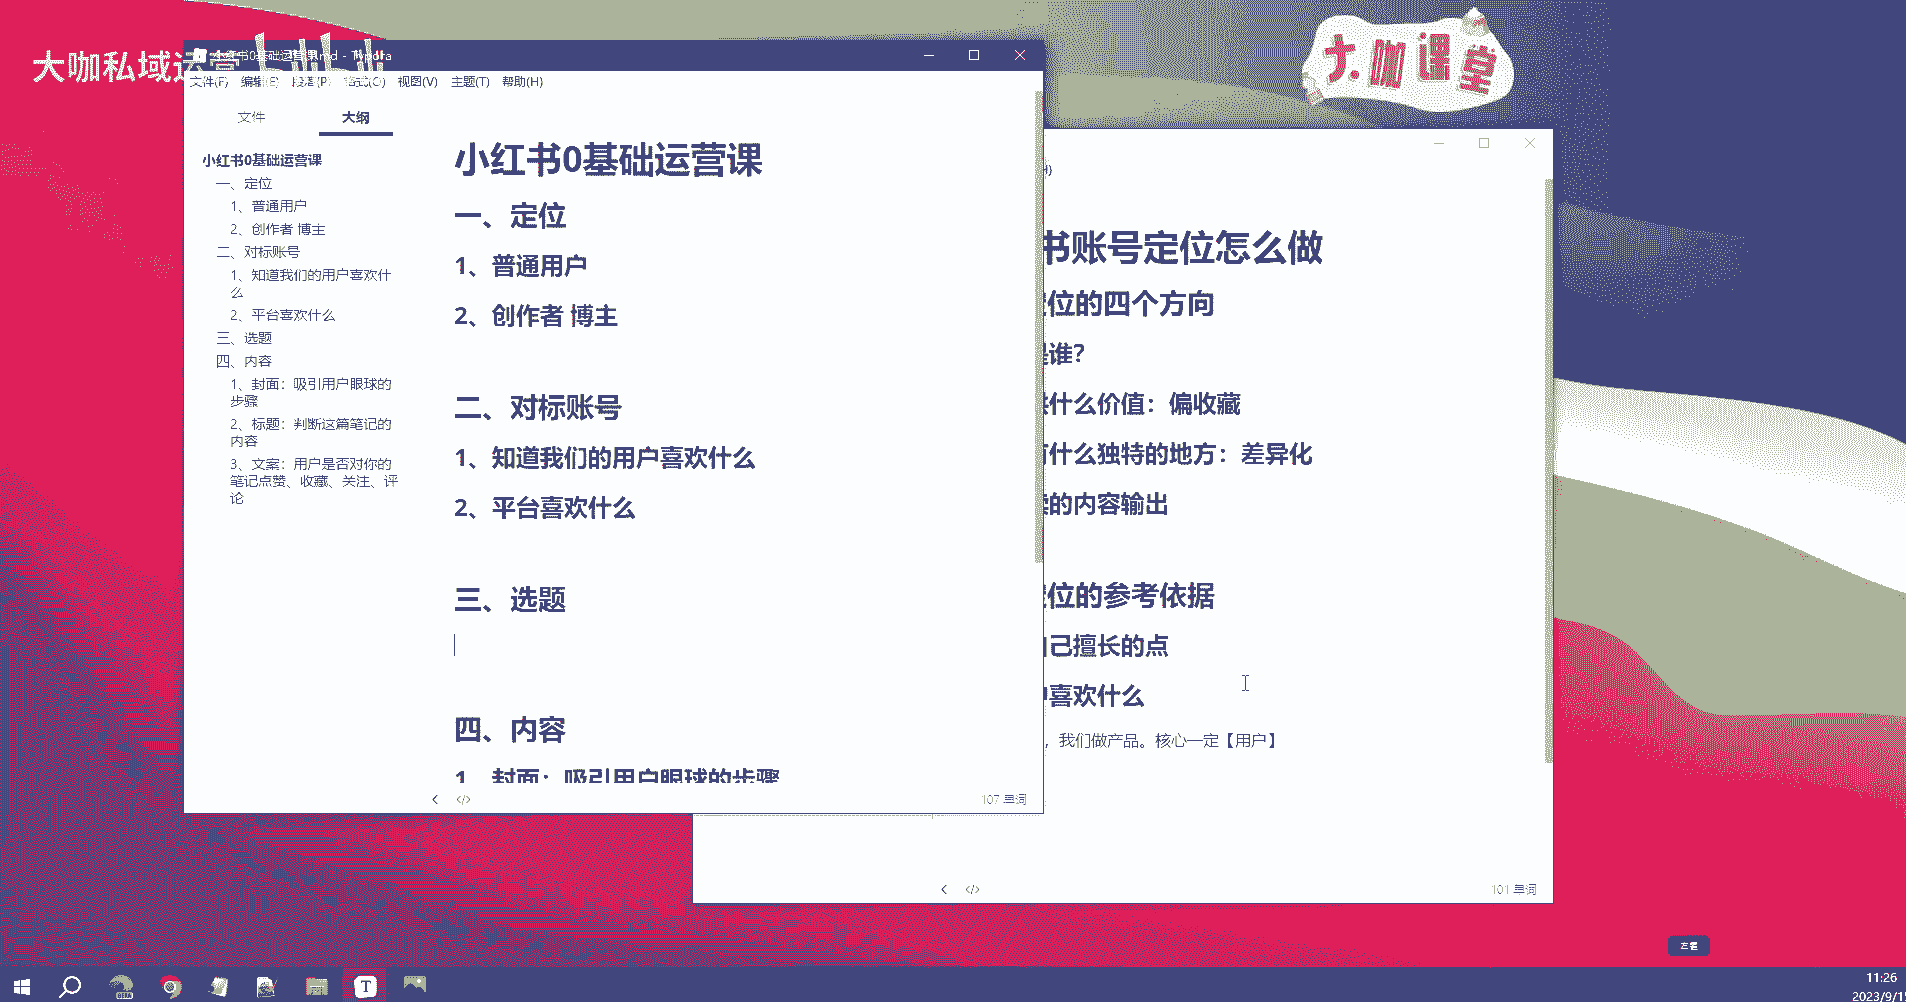 大咖私域运营
大咖课堂
小红书0基础运营课.md - Typora
文件(F) 编辑(E) 段落(P) 格式(O) 视图(V) 主题(T) 帮助(H)
文件 大纲
小红书0基础运营课
一、定位
1、普通用户
2、创作者 博主
二、对标账号
1、知道我们的用户喜欢什
么
2、平台喜欢什么
三、选题
四、内容
1、封面：吸引用户眼球的
步骤
2、标题：判断这篇笔记的
内容
3、文案：用户是否对你的
笔记点赞、收藏、关注、评
论
小红书0基础运营课
一、定位
1、普通用户
2、创作者 博主
二、对标账号
1、知道我们的用户喜欢什么
2、平台喜欢什么
三、选题
四、内容
1、封面：吸引用户眼球的步骤
107 单词
书账号定位怎么做
位的四个方向
是谁？
什么价值：偏收藏
有什么独特的地方：差异化
的内容输出
位的参考依据
自己擅长的点
喜欢什么
，我们做产品。核心一定【用户】
101 单词
左键
T
11:26
2023/9/1